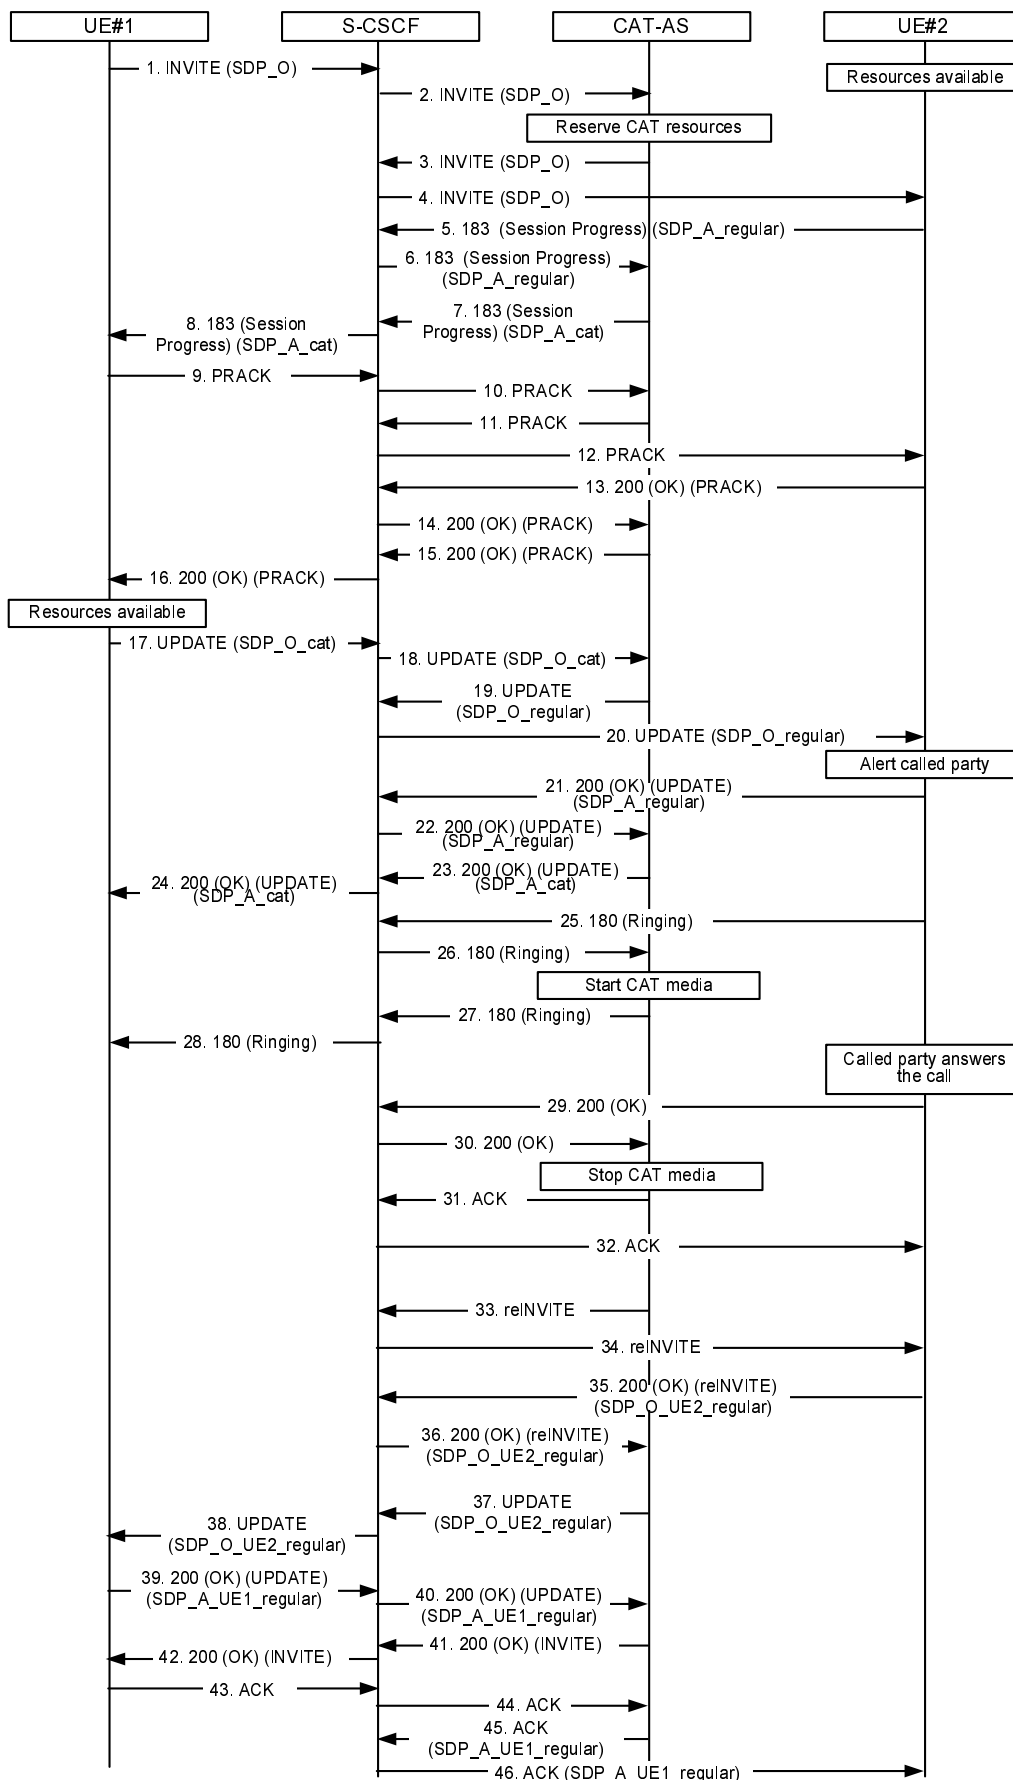 UE#1
S-CSCF
CAT-AS
UE#2
1. INVITE (SDP_O)
Resources available
2. INVITE (SDP_O)
Reserve CAT resources
3. INVITE (SDP_O)
4. INVITE (SDP_O)
5. 183 (Session Progress) (SDP_A_regular)
6. 183 (Session Progress)
(SDP_A_regular)
7. 183 (Session
Progress) (SDP_A_cat)
8. 183 (Session
Progress) (SDP_A_cat)
9. PRACK
10. PRACK
11. PRACK
12. PRACK
13. 200 (OK) (PRACK)
14. 200 (OK) (PRACK)
15. 200 (OK) (PRACK)
16. 200 (OK) (PRACK)
Resources available
17. UPDATE (SDP_O_cat)
18. UPDATE (SDP_O_cat)
19. UPDATE
(SDP_O_regular)
20. UPDATE (SDP_O_regular)
Alert called party
21. 200 (OK) (UPDATE)
(SDP_A_regular)
22. 200 (OK) (UPDATE)
(SDP_A_regular)
23. 200 (OK) (UPDATE)
(SDP_A_cat)
24. 200 (OK) (UPDATE)
(SDP_A_cat)
25. 180 (Ringing)
26. 180 (Ringing)
Start CAT media
27. 180 (Ringing)
28. 180 (Ringing)
Called party answers
the call
29. 200 (OK)
30. 200 (OK)
Stop CAT media
31. ACK
32. ACK
33. reINVITE
34. reINVITE
35. 200 (OK) (reINVITE)
(SDP_O_UE2_regular)
36. 200 (OK) (reINVITE)
(SDP_O_UE2_regular)
37. UPDATE
(SDP_O_UE2_regular)
38. UPDATE
(SDP_O_UE2_regular)
39. 200 (OK) (UPDATE)
(SDP_A_UE1_regular)
40. 200 (OK) (UPDATE)
(SDP_A_UE1_regular)
41. 200 (OK) (INVITE)
42. 200 (OK) (INVITE)
43. ACK
44. ACK
45. ACK
(SDP_A_UE1_regular)
46. ACK (SDP_A_UE1_regular)